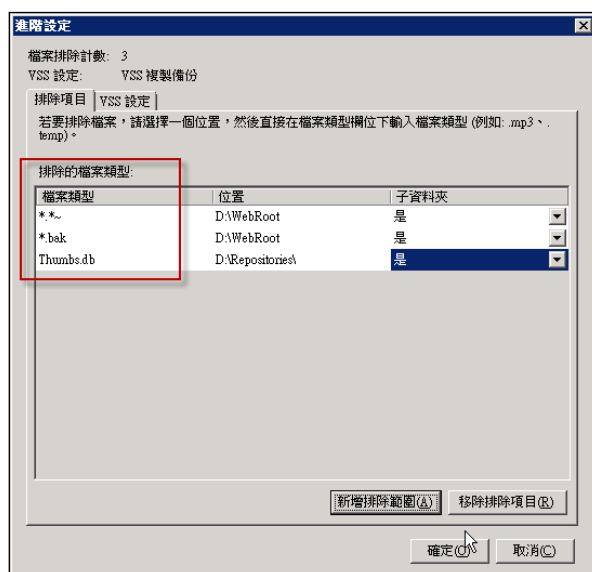 進階設定
檔案排除計數: 3
VSS 設定: VSS 複製備份
排除項目 VSS 設定
若要排除檔案，請選擇一個位置，然後直接在檔案類型欄位下輸入檔案類型 (例如: .mp3、.
temp)。
排除的檔案類型:
檔案類型 位置 子資料夾
*.*~ D:\WebRoot 是
*.bak D:\WebRoot 是
Thumbs.db D:\Repositories\ 是
新增排除範圍(A) 移除排除項目(R)
確定(O) 取消(C)